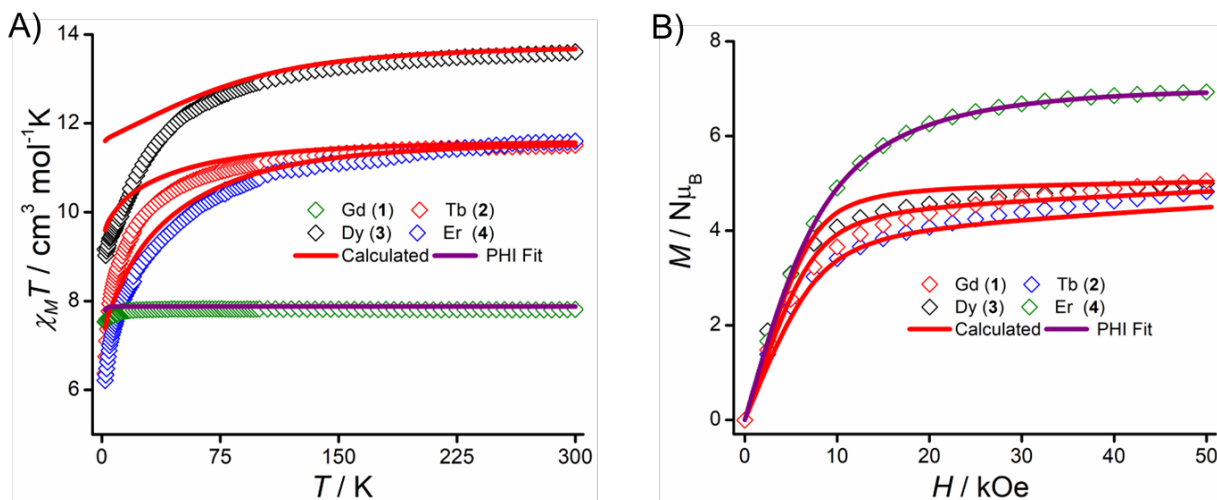 A)
14
12
10
8
6
χMT / cm³ mol⁻¹K
Gd (1) Tb (2)
Dy (3) Er (4)
Calculated PHI Fit
0 75 150 225 300
T / K
B)
8
6
4
2
0
M / NμB
Gd (1) Tb (2)
Dy (3) Er (4)
Calculated PHI Fit
0 10 20 30 40 50
H / kOe